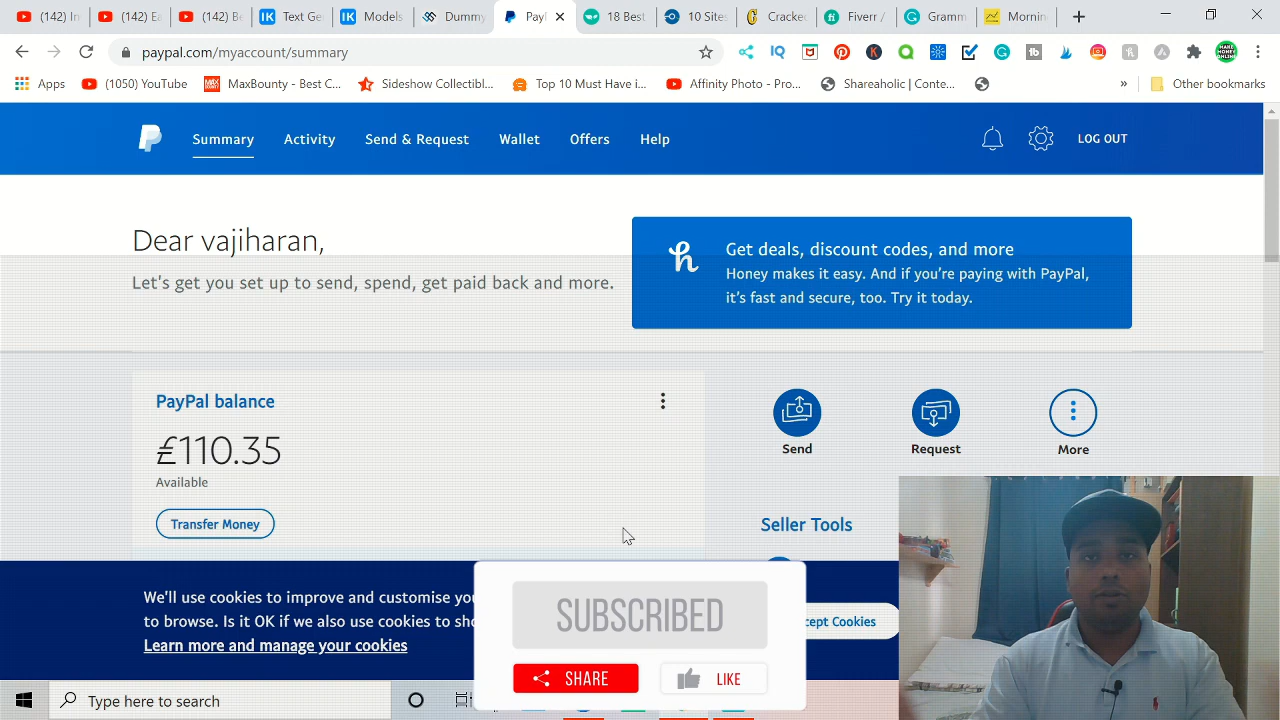 (142) In
(142) Ea
(142) Be
Text Ge
Models
Dummy
PayP
18 Best
10 Sites
Cracke
Fiverr /
Gramm
Mornin
paypal.com/myaccount/summary
Apps
(1050) YouTube
MaxBounty - Best C...
Sideshow Collectibl...
Top 10 Must Have i...
Affinity Photo - Pro...
Shareaholic | Conte...
»
Other bookmarks
Summary
Activity
Send & Request
Wallet
Offers
Help
LOG OUT
Dear vajiharan,
Let's get you set up to send, spend, get paid back and more.
Get deals, discount codes, and more
Honey makes it easy. And if you're paying with PayPal,
it's fast and secure, too. Try it today.
PayPal balance
£110.35
Available
Transfer Money
Send
Request
More
Seller Tools
We'll use cookies to improve and customise you
to browse. Is it OK if we also use cookies to sho
Learn more and manage your cookies
cept Cookies
SUBSCRIBED
SHARE
LIKE
Type here to search